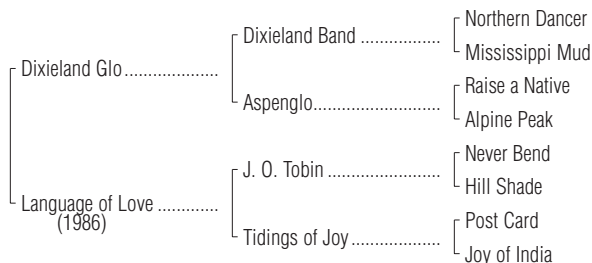 Northern Dancer
Dixieland Band ................
Mississippi Mud
Dixieland Glo....................
Raise a Native
Aspenglo..........................
Alpine Peak
Never Bend
J. O. Tobin .......................
Hill Shade
Language of Love .............
(1986)
Post Card
Tidings of Joy...................
Joy of India